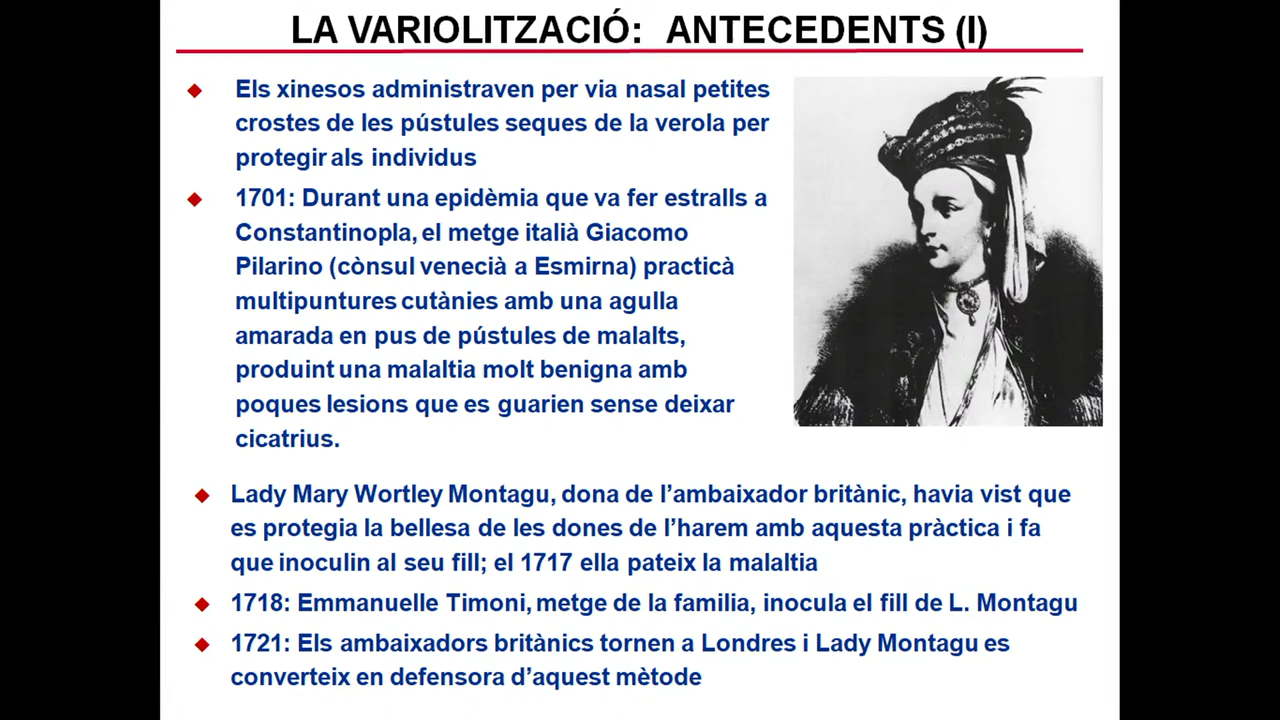 LA VARIOLITZACIÓ: ANTECEDENTS (I)
Els xinesos administraven per via nasal petites
crostes de les pústules seques de la verola per
protegir als individus
1701: Durant una epidèmia que va fer estralls a
Constantinopla, el metge italià Giacomo
Pilarino (cònsul venecià a Esmirna) practicà
multipuntures cutànies amb una agulla
amarada en pus de pústules de malalts,
produint una malaltia molt benigna amb
poques lesions que es guarien sense deixar
cicatrius.
Lady Mary Wortley Montagu, dona de l’ambaixador britànic, havia vist que
es protegia la bellesa de les dones de l’harem amb aquesta pràctica i fa
que inoculin al seu fill; el 1717 ella pateix la malaltia
1718: Emmanuelle Timoni, metge de la familia, inocula el fill de L. Montagu
1721: Els ambaixadors britànics tornen a Londres i Lady Montagu es
converteix en defensora d’aquest mètode